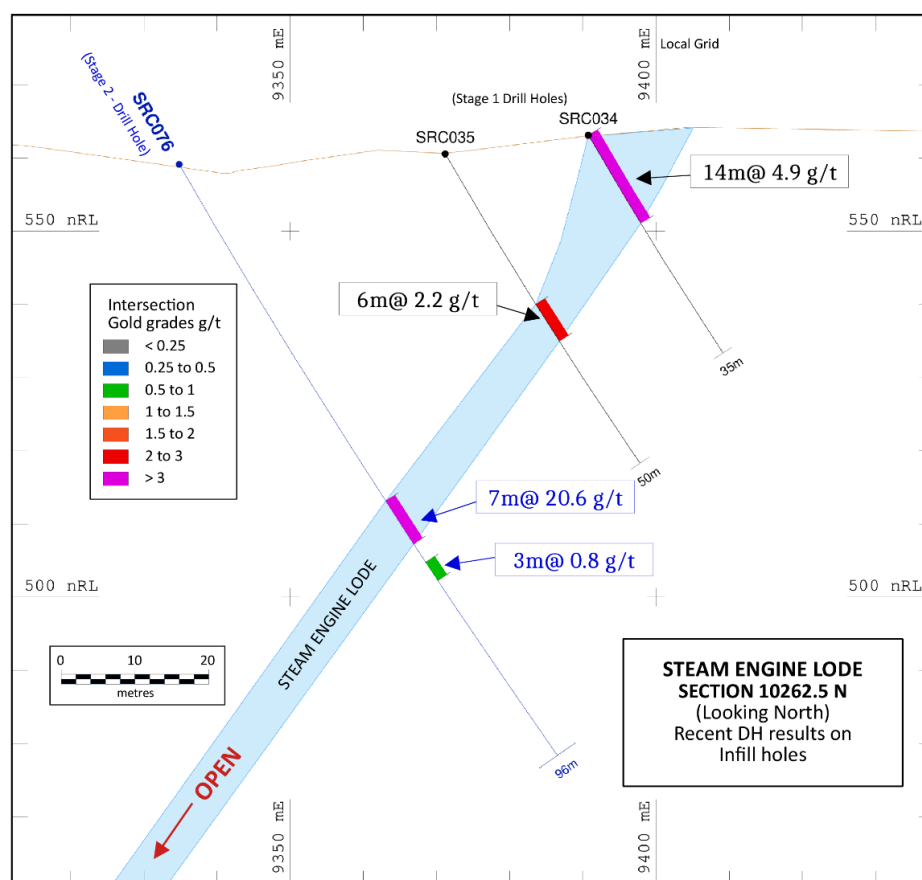 9350 mE
9400 mE
Local Grid
SRC076
(Stage 2 - Drill Hole)
(Stage 1 Drill Holes)
SRC034
SRC035
14m@ 4.9 g/t
550 nRL
550 nRL
6m@ 2.2 g/t
Intersection
Gold grades g/t
< 0.25
0.25 to 0.5
0.5 to 1
1 to 1.5
1.5 to 2
2 to 3
> 3
35m
50m
7m@ 20.6 g/t
3m@ 0.8 g/t
500 nRL
500 nRL
STEAM ENGINE LODE
0 10 20
metres
STEAM ENGINE LODE
SECTION 10262.5 N
(Looking North)
Recent DH results on
Infill holes
96m
OPEN
9350 mE
9400 mE